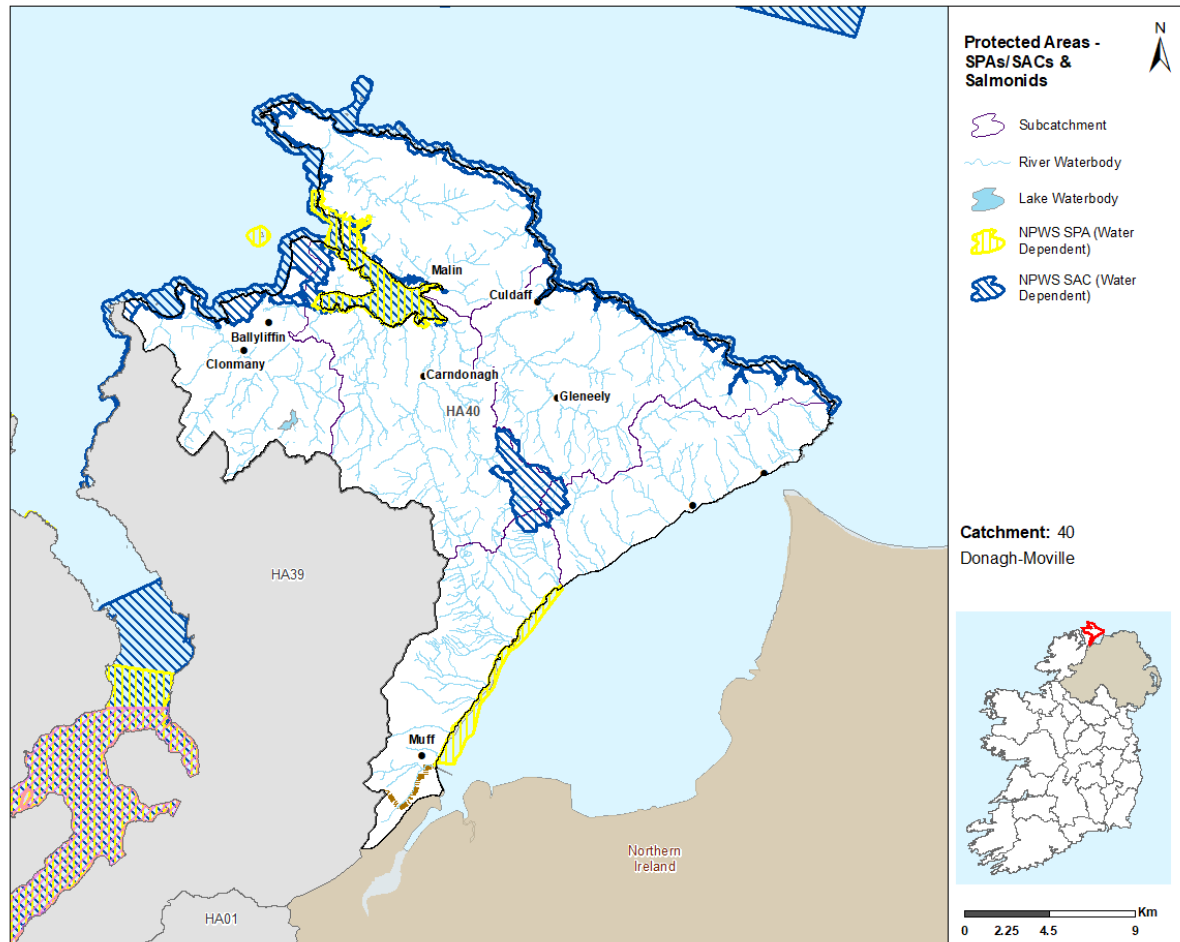 Malin
Culdaff
Ballyliffin
Clonmany
Carndonagh
Gleneely
HA40
HA39
Muff
Northern
Ireland
HA01
Protected Areas -
SPAs/SACs &
Salmonids
N
Subcatchment
River Waterbody
Lake Waterbody
NPWS SPA (Water
Dependent)
NPWS SAC (Water
Dependent)
Catchment: 40
Donagh-Moville
Km
0 2.25 4.5 9